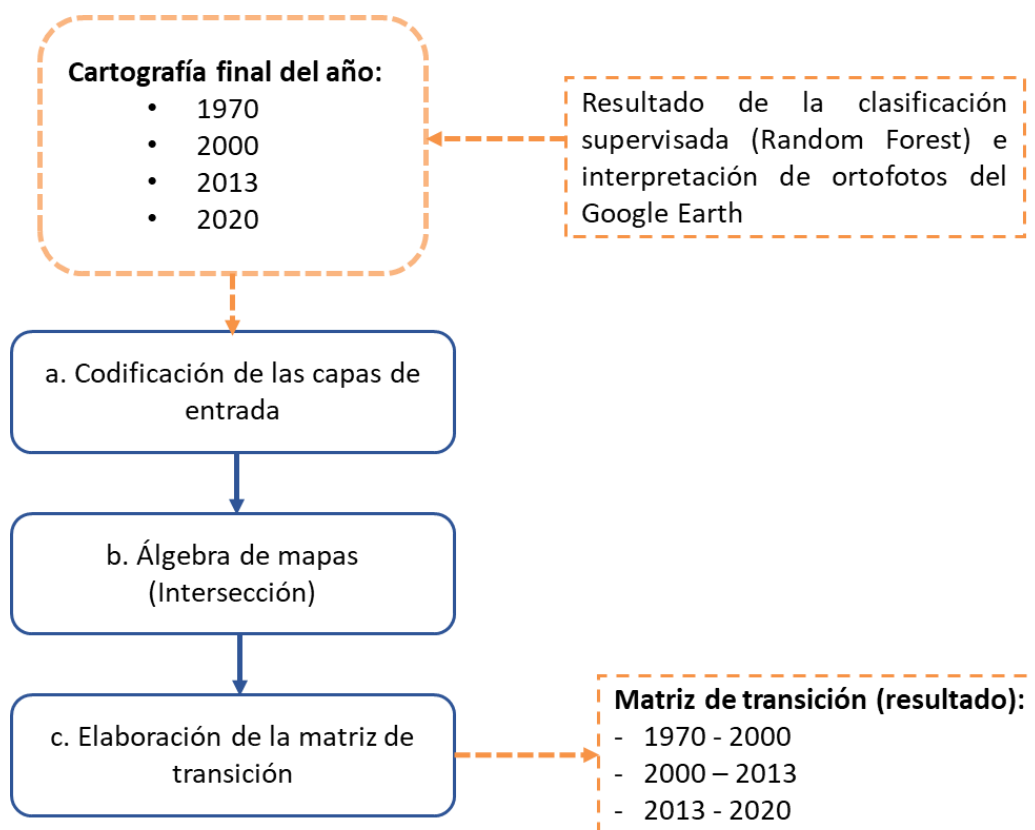 Cartografía final del año:
• 1970
• 2000
• 2013
• 2020
Resultado de la clasificación
supervisada (Random Forest) e
interpretación de ortofotos del
Google Earth
a. Codificación de las capas de
entrada
b. Álgebra de mapas
(Intersección)
c. Elaboración de la matriz de
transición
Matriz de transición (resultado):
- 1970 - 2000
- 2000 – 2013
- 2013 - 2020